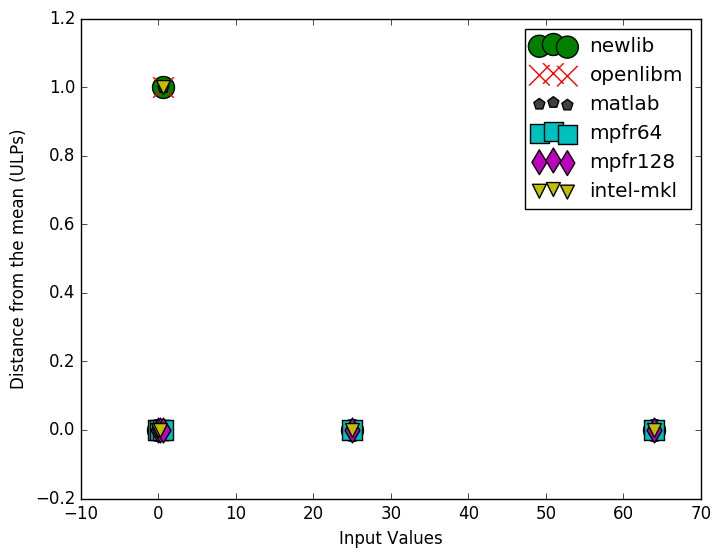 1.2
1.0
0.8
0.6
0.4
0.2
0.0
−0.2
Distance from the mean (ULPs)
newlib
openlibm
matlab
mpfr64
mpfr128
intel-mkl
−10 0 10 20 30 40 50 60 70
Input Values